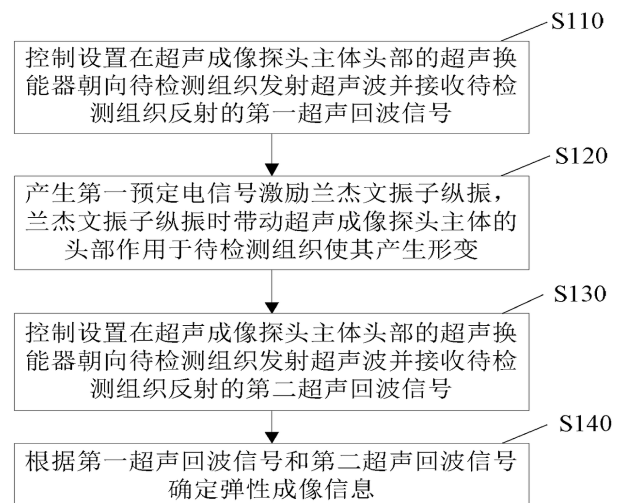 S110
控制设置在超声成像探头主体头部的超声换
能器朝向待检测组织发射超声波并接收待检
测组织反射的第一超声回波信号
S120
产生第一预定电信号激励兰杰文振子纵振，
兰杰文振子纵振时带动超声成像探头主体的
头部作用于待检测组织使其产生形变
S130
控制设置在超声成像探头主体头部的超声换
能器朝向待检测组织发射超声波并接收待检
测组织反射的第二超声回波信号
S140
根据第一超声回波信号和第二超声回波信号
确定弹性成像信息